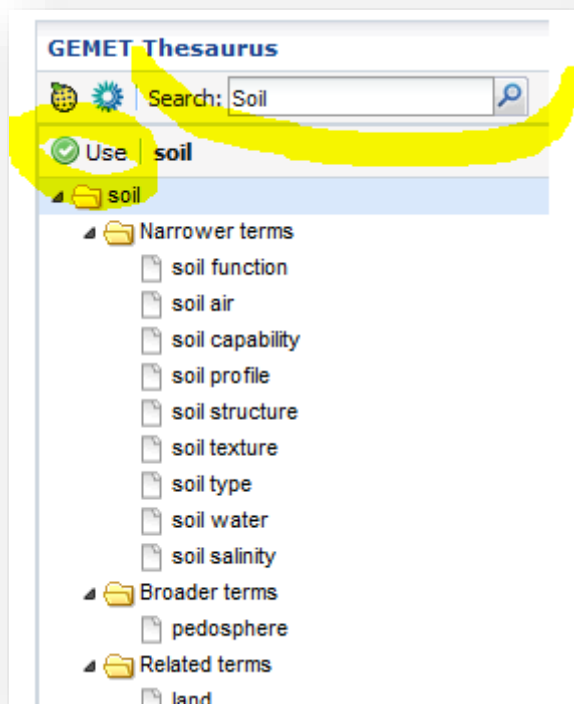 GEMET Thesaurus
Search: Soil
Use soil
soil
Narrower terms
soil function
soil air
soil capability
soil profile
soil structure
soil texture
soil type
soil water
soil salinity
Broader terms
pedosphere
Related terms
land